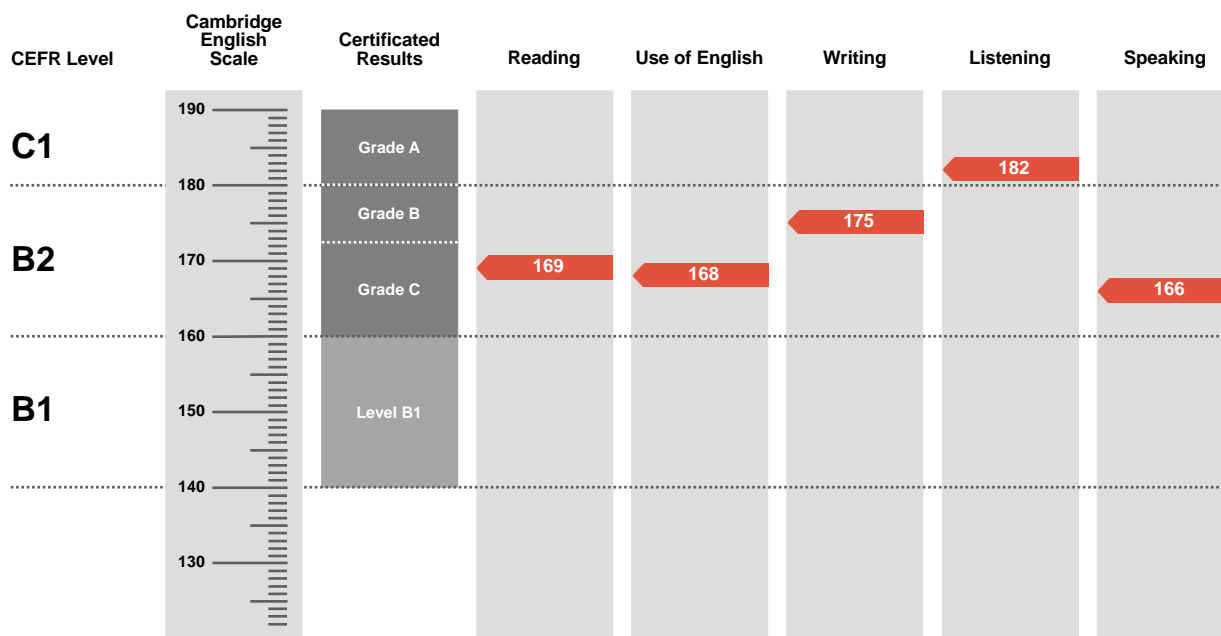 CEFR Level
Cambridge
English
Scale
Certificated
Results
Reading
Use of English
Writing
Listening
Speaking
190
C1
Grade A
182
180
Grade B
175
B2
170
169
168
Grade C
166
160
B1
150
Level B1
140
130